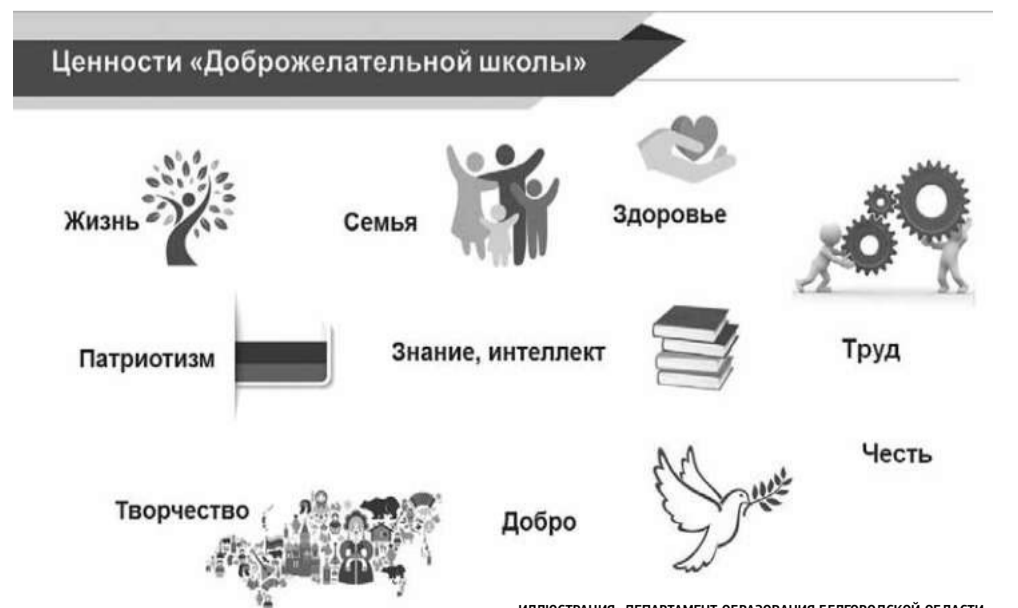 Ценности «Доброжелательной школы»
Жизнь
Семья
Здоровье
Патриотизм
Знание, интеллект
Труд
Честь
Творчество
Добро
ИЛЛЮСТРАЦИЯ: ДЕПАРТАМЕНТ ОБРАЗОВАНИЯ БЕЛГОРОДСКОЙ ОБЛАСТИ